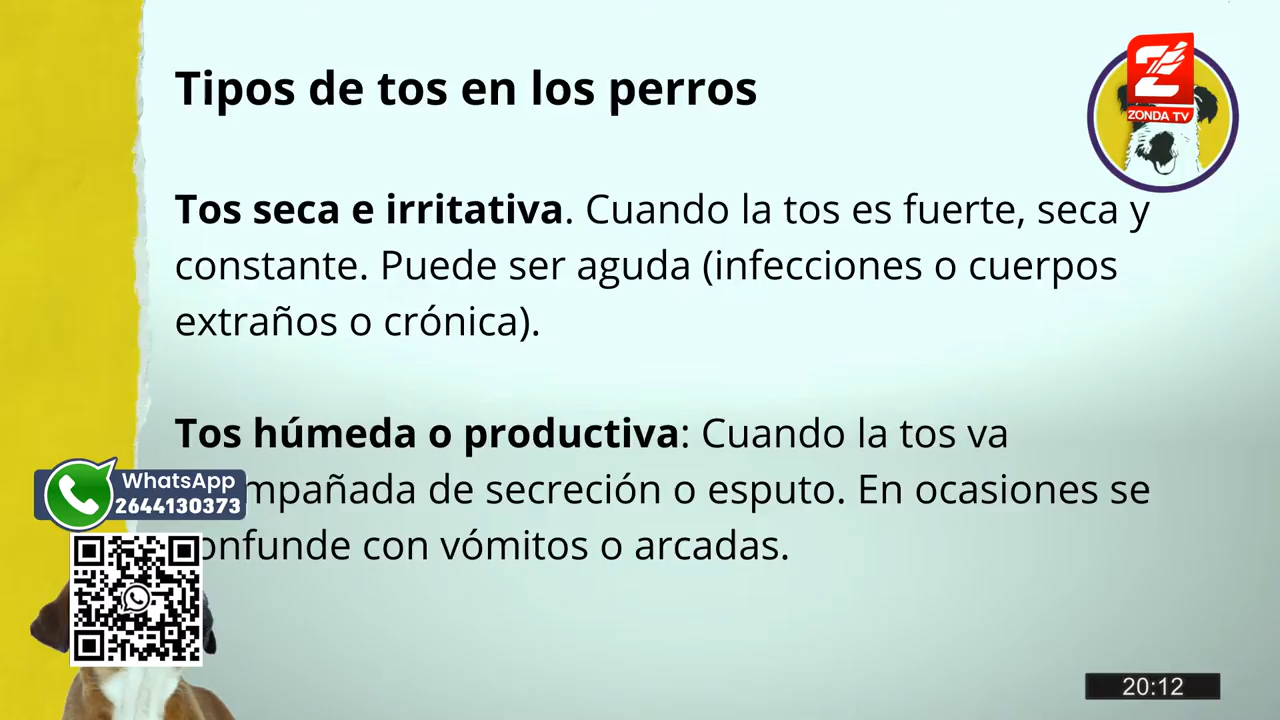 Tipos de tos en los perros
ZONDA TV
Tos seca e irritativa. Cuando la tos es fuerte, seca y
constante. Puede ser aguda (infecciones o cuerpos
extraños o crónica).
Tos húmeda o productiva: Cuando la tos va
de secreción o esputo. En ocasiones se
con vómitos o arcadas.
WhatsApp
2644130373
20:12